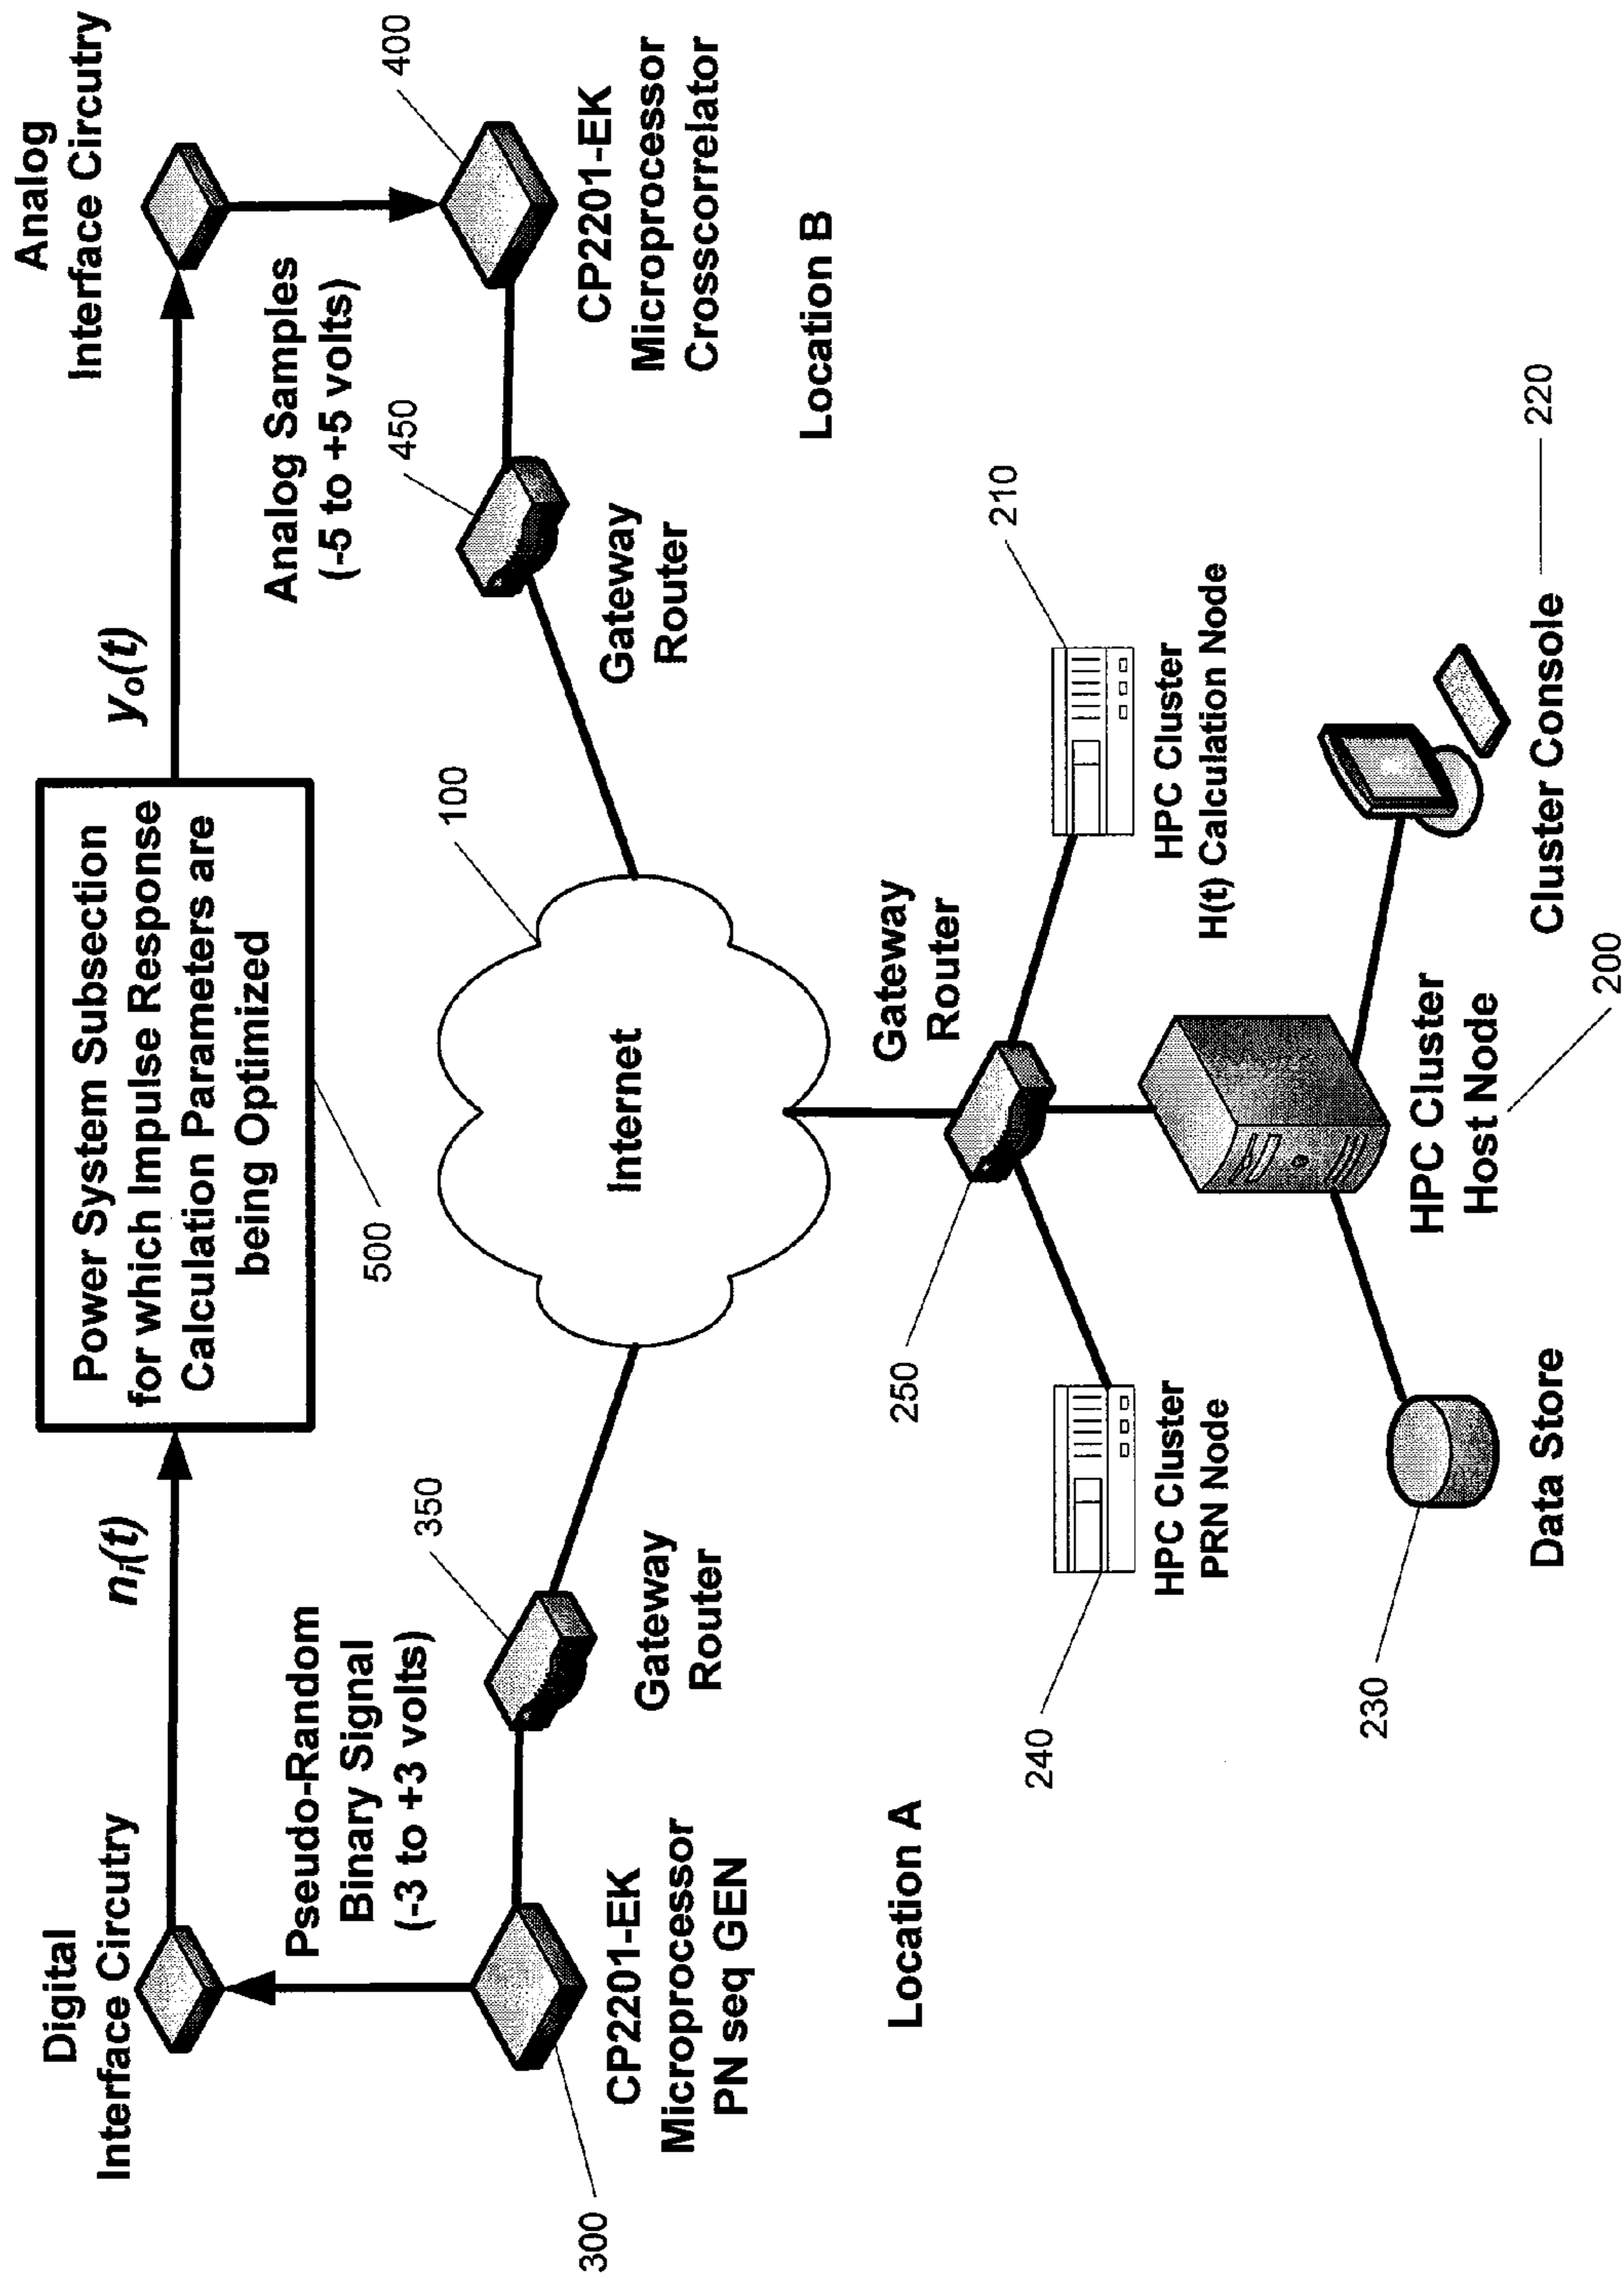 Power System Subsection
for which Impulse Response
Calculation Parameters are
being Optimized
500
Digital
Interface Circutry
nᵢ(t)
yₒ(t)
Analog
Interface Circutry
Pseudo-Random
Binary Signal
(-3 to +3 volts)
350
Analog Samples
(-5 to +5 volts)
450
400
300
CP2201-EK
Microprocessor
PN seq GEN
Gateway
Router
100
Internet
Gateway
Router
CP2201-EK
Microprocessor
Crosscorrelator
Location A
Location B
250
Gateway
Router
210
240
HPC Cluster
PRN Node
HPC Cluster
H(t) Calculation Node
230
Data Store
HPC Cluster
Host Node
200
Cluster Console
220